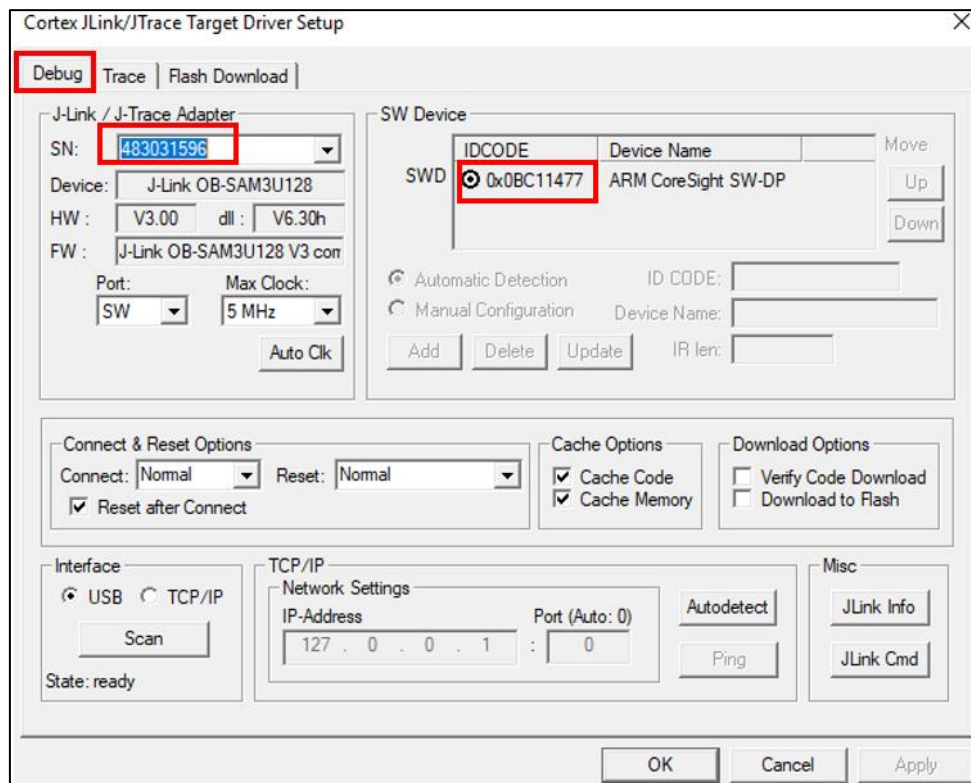 Cortex JLink/JTrace Target Driver Setup
Debug Trace Flash Download
J-Link / J-Trace Adapter
SN: 483031596
Device: J-Link OB-SAM3U128
HW : V3.00 dll : V6.30h
FW : J-Link OB-SAM3U128 V3 com
Port: Max Clock:
SW 5 MHz
Auto Clk
SW Device
IDCODE Device Name Move
SWD 0x0BC11477 ARM CoreSight SW-DP Up
Down
Automatic Detection ID CODE:
Manual Configuration Device Name:
Add Delete Update IR len:
Connect & Reset Options
Connect: Normal Reset: Normal
Reset after Connect
Cache Options
Cache Code
Cache Memory
Download Options
Verify Code Download
Download to Flash
Interface
USB TCP/IP
Scan
State: ready
TCP/IP
Network Settings
IP-Address Port (Auto: 0)
127 . 0 . 0 . 1 : 0
Autodetect
Ping
Misc
JLink Info
JLink Cmd
OK Cancel Apply